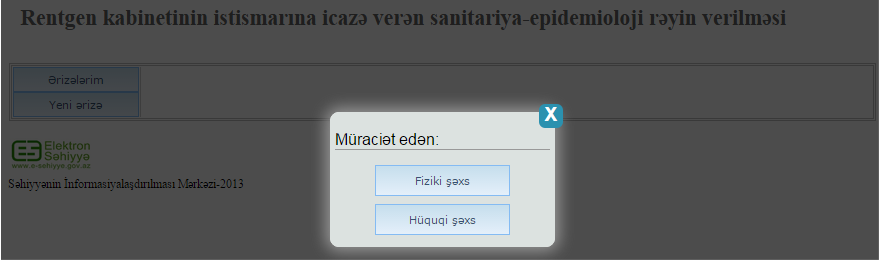 Rentgen kabinetinin istismarına icazə verən sanitariya-epidemioloji rəyin verilməsi
Ərizələrim
Yeni ərizə
X
Müraciət edən:
Fiziki şəxs
Hüquqi şəxs
Elektron
Səhiyyə
www.e-sehiyye.gov.az
Səhiyyənin İnformasiyalaşdırılması Mərkəzi-2013